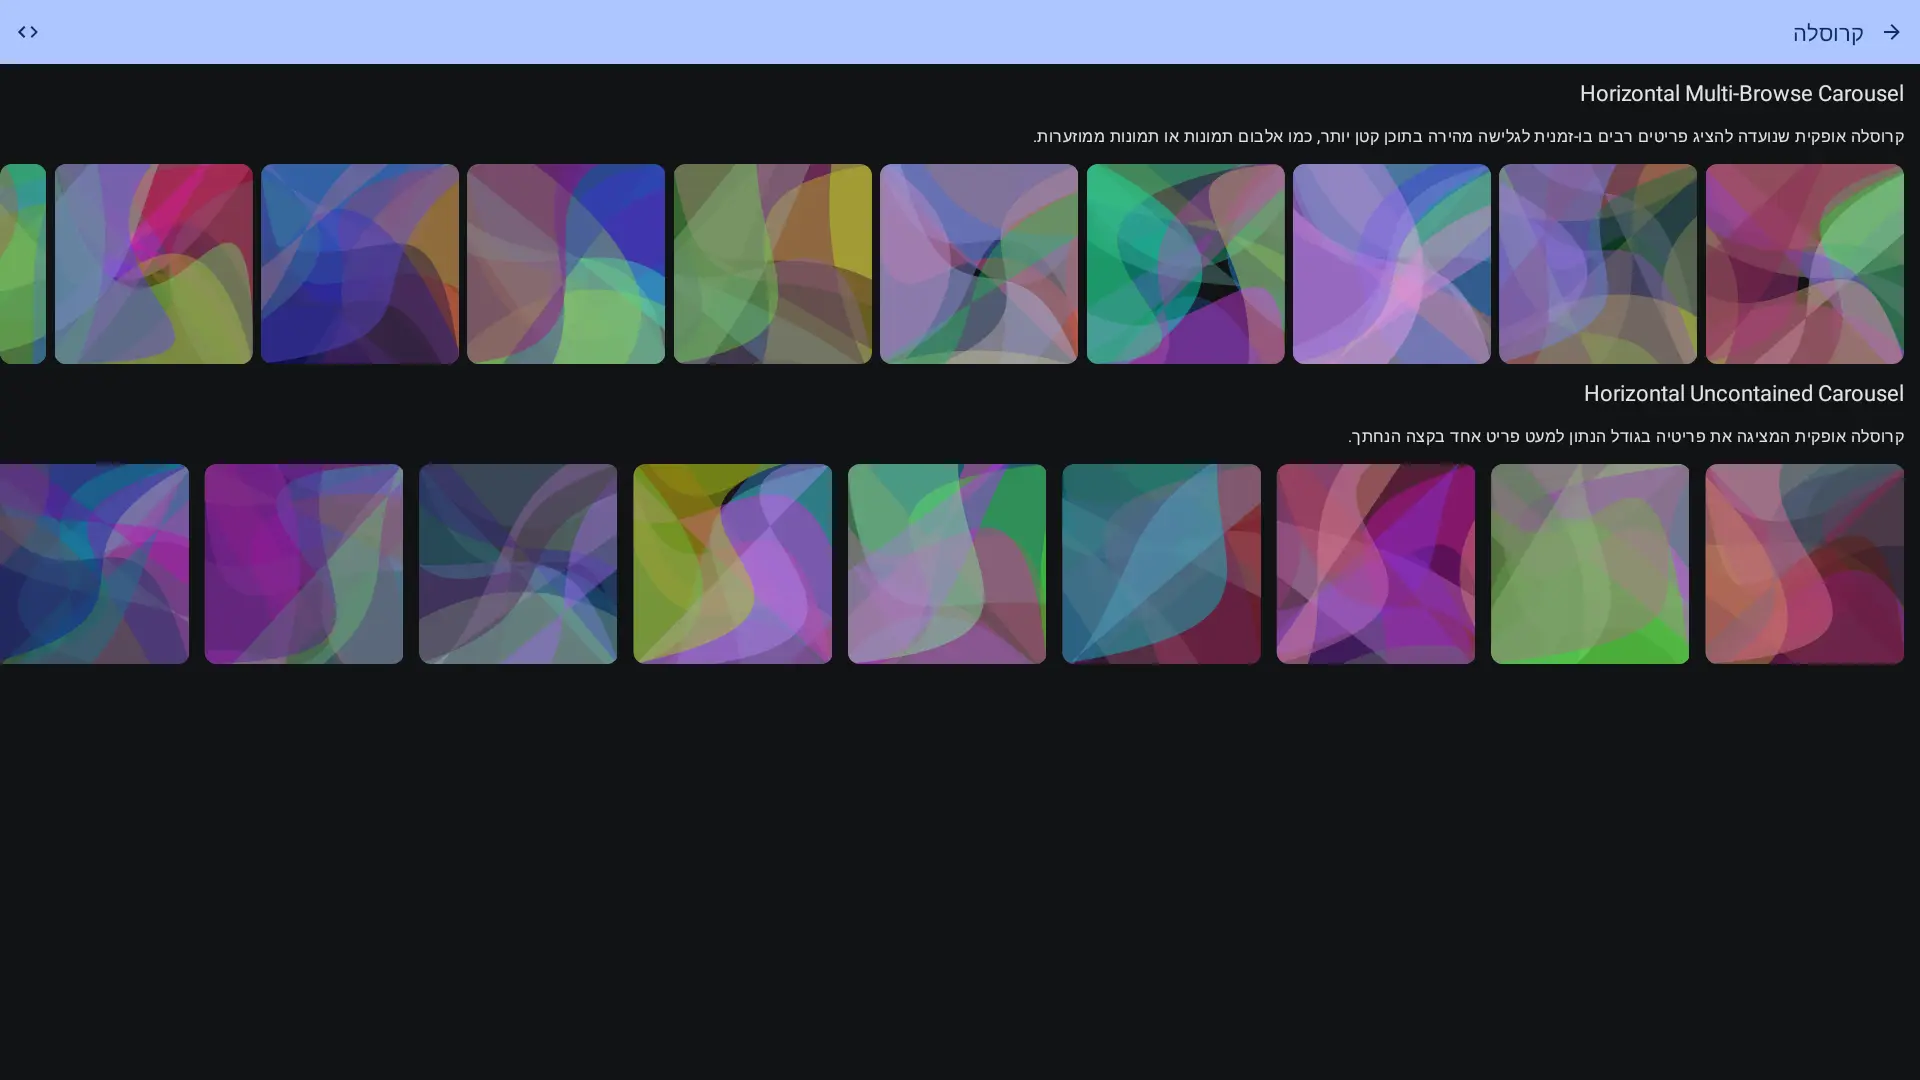 קרוסלה
Horizontal Multi-Browse Carousel
קרוסלה אופקית שנועדה להציג פריטים רבים בו-זמנית לגלישה מהירה בתוכן קטן יותר, כמו אלבום תמונות או תמונות ממוזערות.
Horizontal Uncontained Carousel
קרוסלה אופקית המציגה את פריטיה בגודל הנתון למעט פריט אחד בקצה הנחתך.